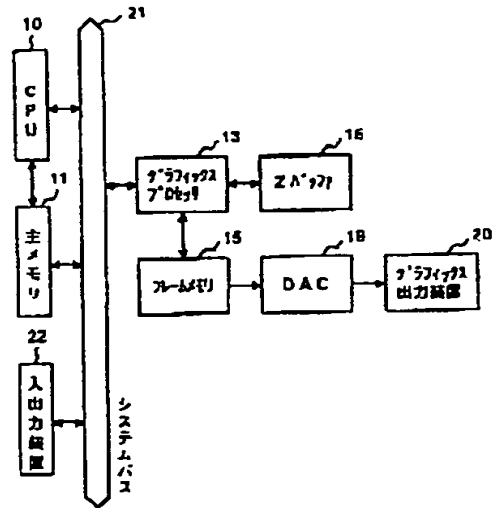 21
10
CPU
13
グラフィックス
プロセッサ
16
Zバッファ
11
主メモリ
15
フレームメモリ
18
DAC
20
グラフィックス
出力装置
22
入出力装置
システムバス